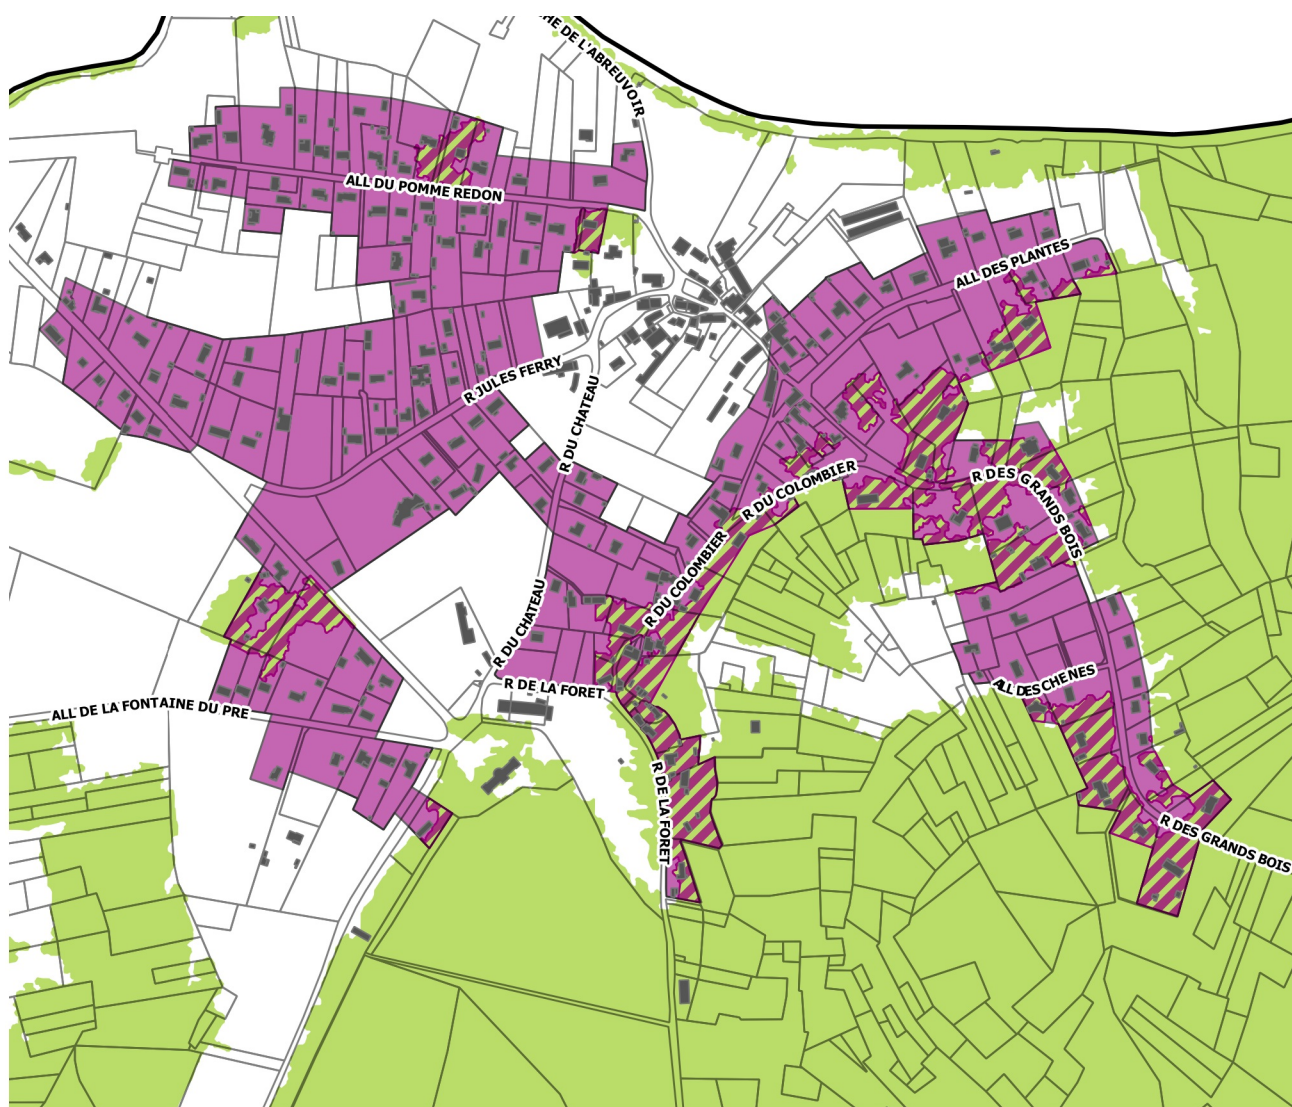 HE DE L'ABREUVOIR
ALL DU POMME REDON
ALL DES PLANTES
R JULES FERRY
R DU CHATEAU
R DU COLOMBIER
R DES GRANDS BOIS
R DU COLOMBIER
R DU CHATEAU
R DE LA FORET
ALL DES CHENES
ALL DE LA FONTAINE DU PRE
R DE LA FORET
R DES GRANDS BOIS